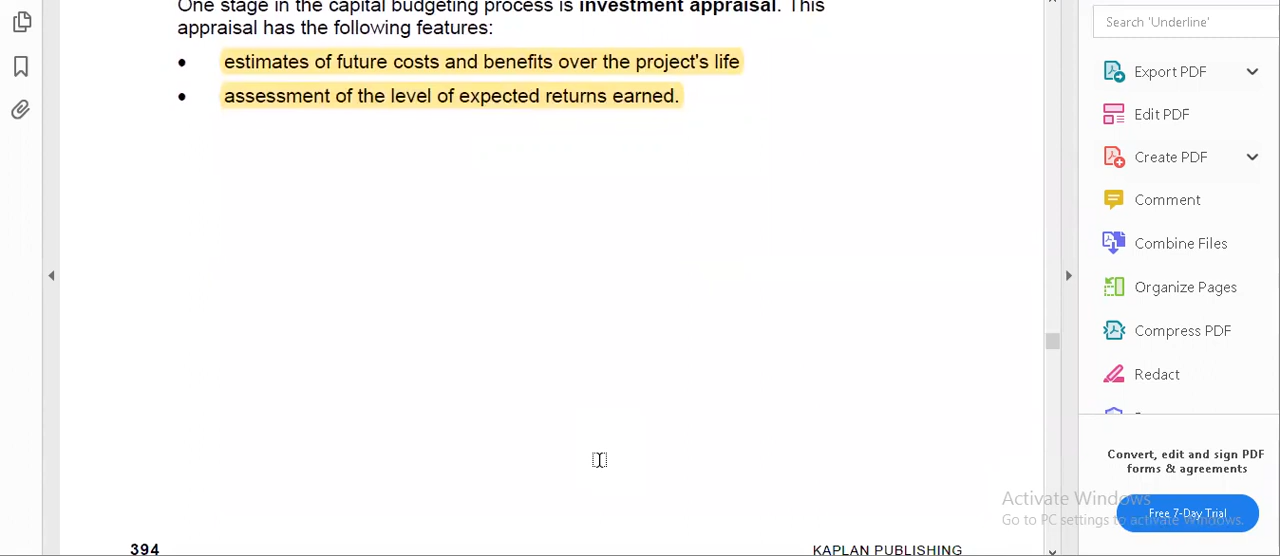 One stage in the capital budgeting process is investment appraisal. This
appraisal has the following features:
• estimates of future costs and benefits over the project's life
• assessment of the level of expected returns earned.
394
KAPLAN PUBLISHING
Search 'Underline'
Export PDF
Edit PDF
Create PDF
Comment
Combine Files
Organize Pages
Compress PDF
Redact
Convert, edit and sign PDF
forms & agreements
Free 7-Day Trial
Activate Windows
Go to PC settings to activate Windows.